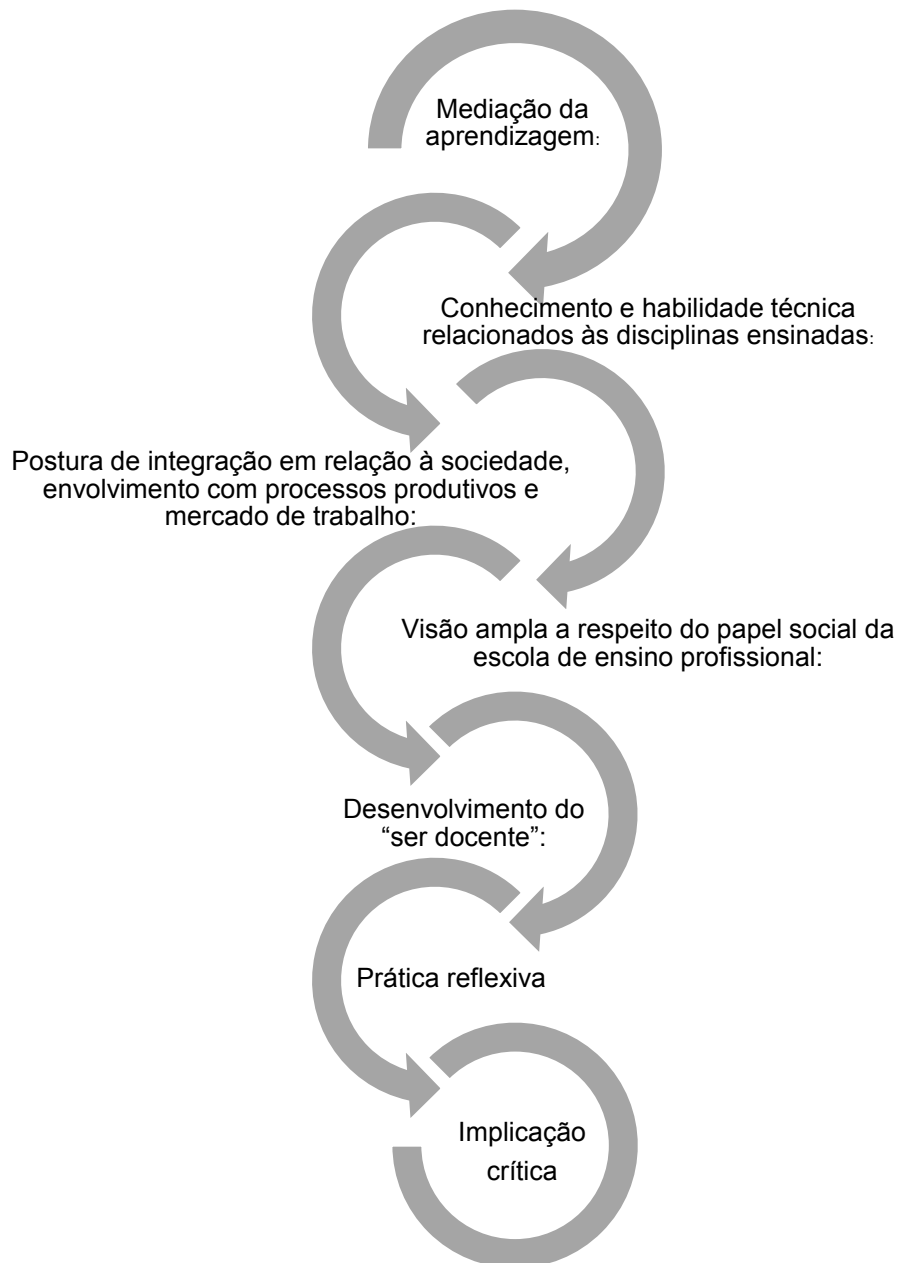 Mediação da
aprendizagem:
Conhecimento e habilidade técnica
relacionados às disciplinas ensinadas:
Postura de integração em relação à sociedade,
envolvimento com processos produtivos e
mercado de trabalho:
Visão ampla a respeito do papel social da
escola de ensino profissional:
Desenvolvimento do
“ser docente”:
Prática reflexiva
Implicação
crítica